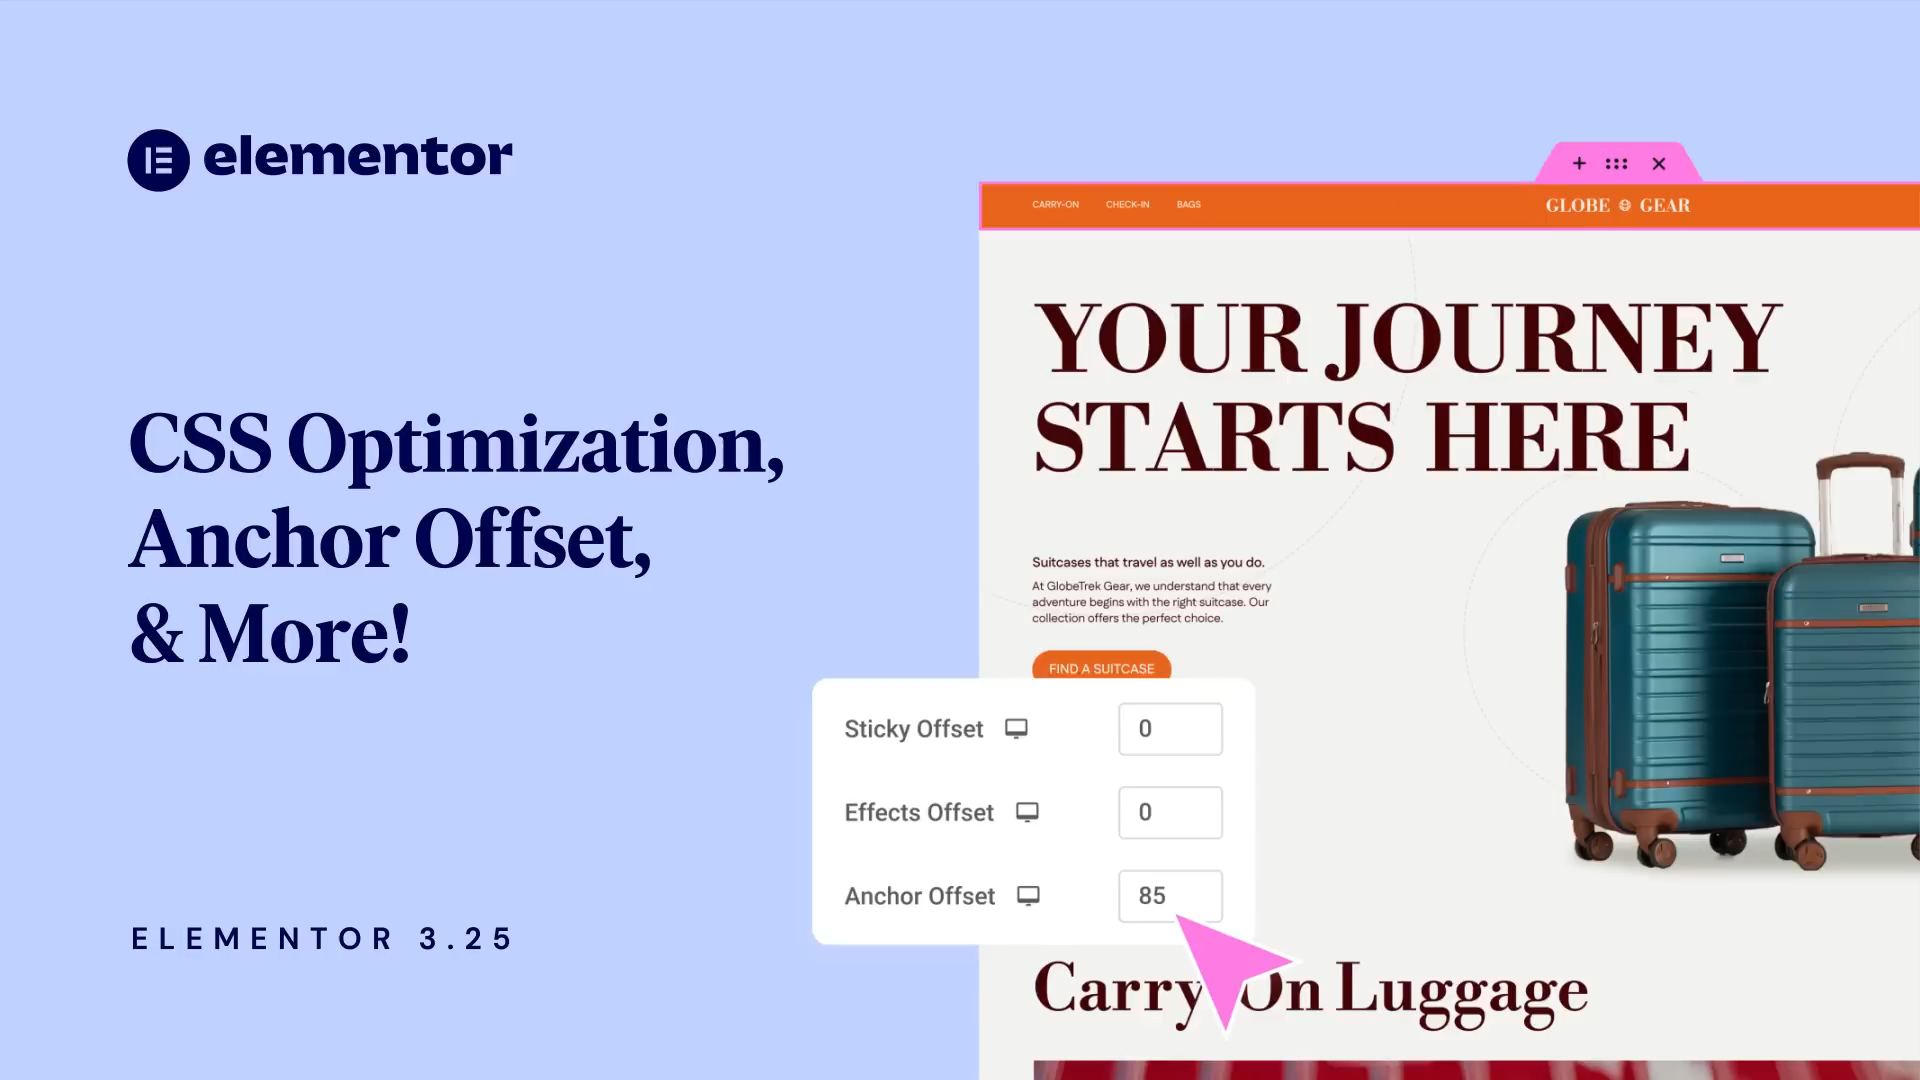 elementor
CSS Optimization,
Anchor Offset,
& More!
ELEMENTOR 3.25
CARRY-ON CHECK-IN BAGS
GLOBE GEAR
YOUR JOURNEY
STARTS HERE
Suitcases that travel as well as you do.
At GlobeTrek Gear, we understand that every
adventure begins with the right suitcase. Our
collection offers the perfect choice.
FIND A SUITCASE
Sticky Offset 0
Effects Offset 0
Anchor Offset 85
Carry On Luggage